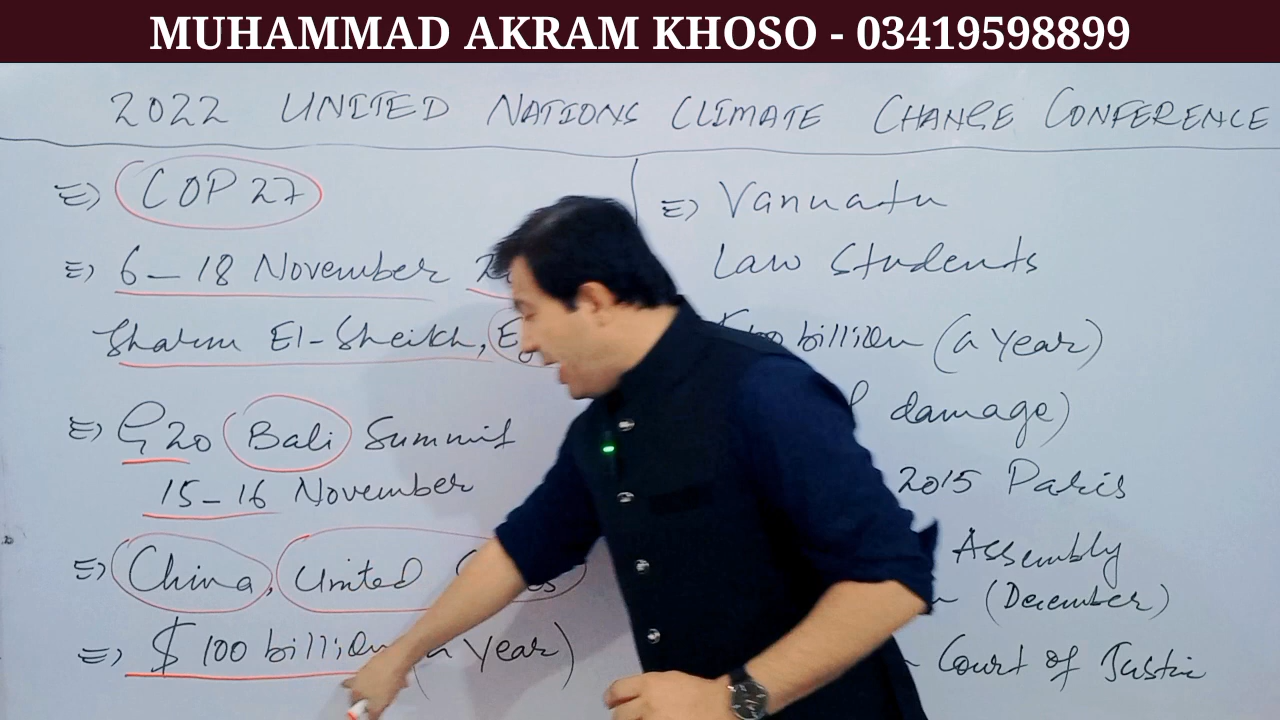 MUHAMMAD AKRAM KHOSO - 03419598899
2022 UNITED NATIONS CLIMATE CHANGE CONFERENCE
⇒ COP 27
⇒ 6 – 18 November
Sharm El-Sheikh,
⇒ G20 Bali Summit
15 – 16 November
⇒ China, United
⇒ $ 100 billion (a Year)
⇒ Vanuatu
Law Students
billion (a Year)
damage)
2015 Paris
Assembly
(December)
Court of Justic